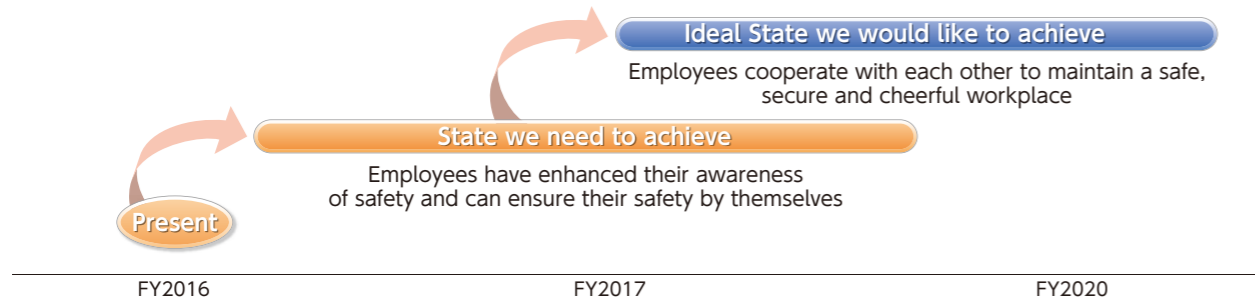 Ideal State we would like to achieve
Employees cooperate with each other to maintain a safe,
secure and cheerful workplace
State we need to achieve
Employees have enhanced their awareness
of safety and can ensure their safety by themselves
Present
FY2016
FY2017
FY2020